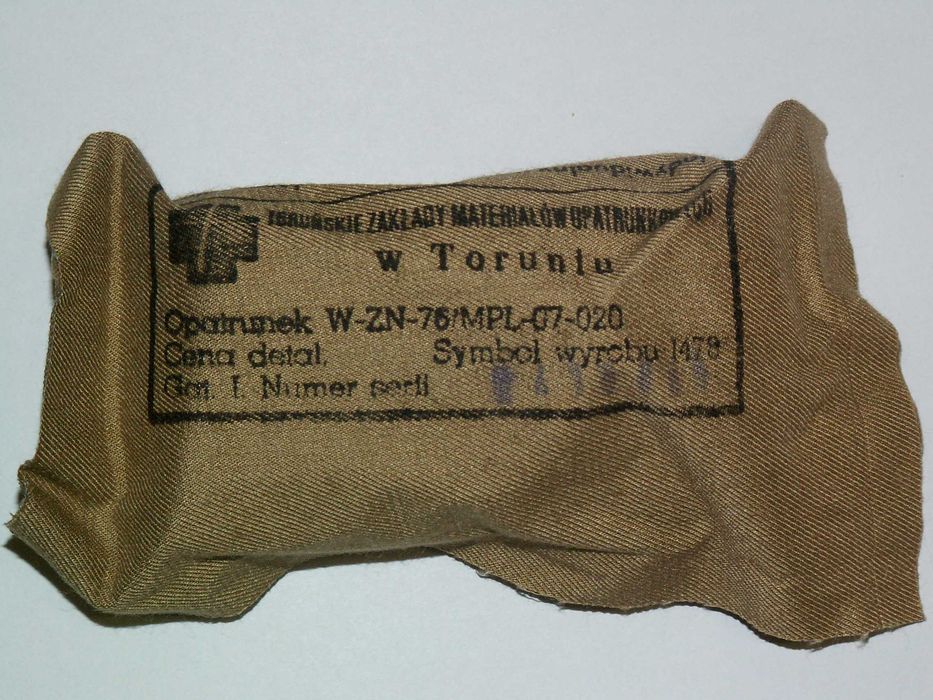 TORUŃSKIE ZAKŁADY MATERIAŁÓW OPATRUNKOWYCH
w Toruniu
Opatrunek W-ZN-76/MPL-07-020
Cena detal. Symbol wyrobu 1478
Gat. I. Numer serii